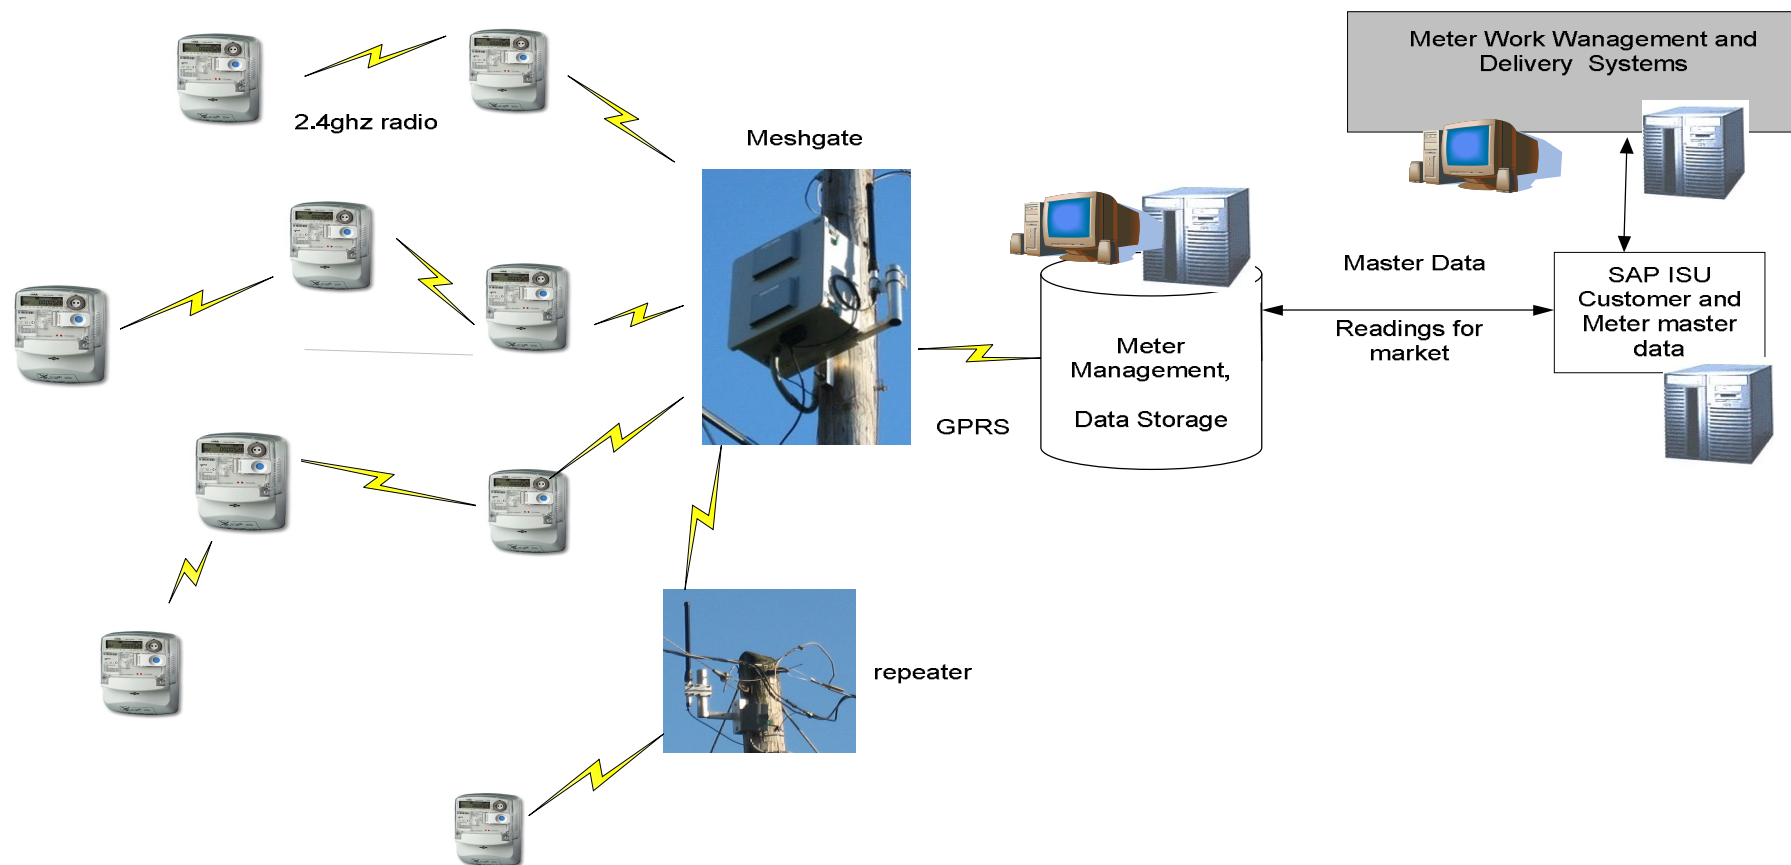 Meter Work Wanagement and
Delivery Systems
2.4ghz radio
Meshgate
Master Data
Readings for
market
SAP ISU
Customer and
Meter master
data
Meter
Management,
Data Storage
GPRS
repeater